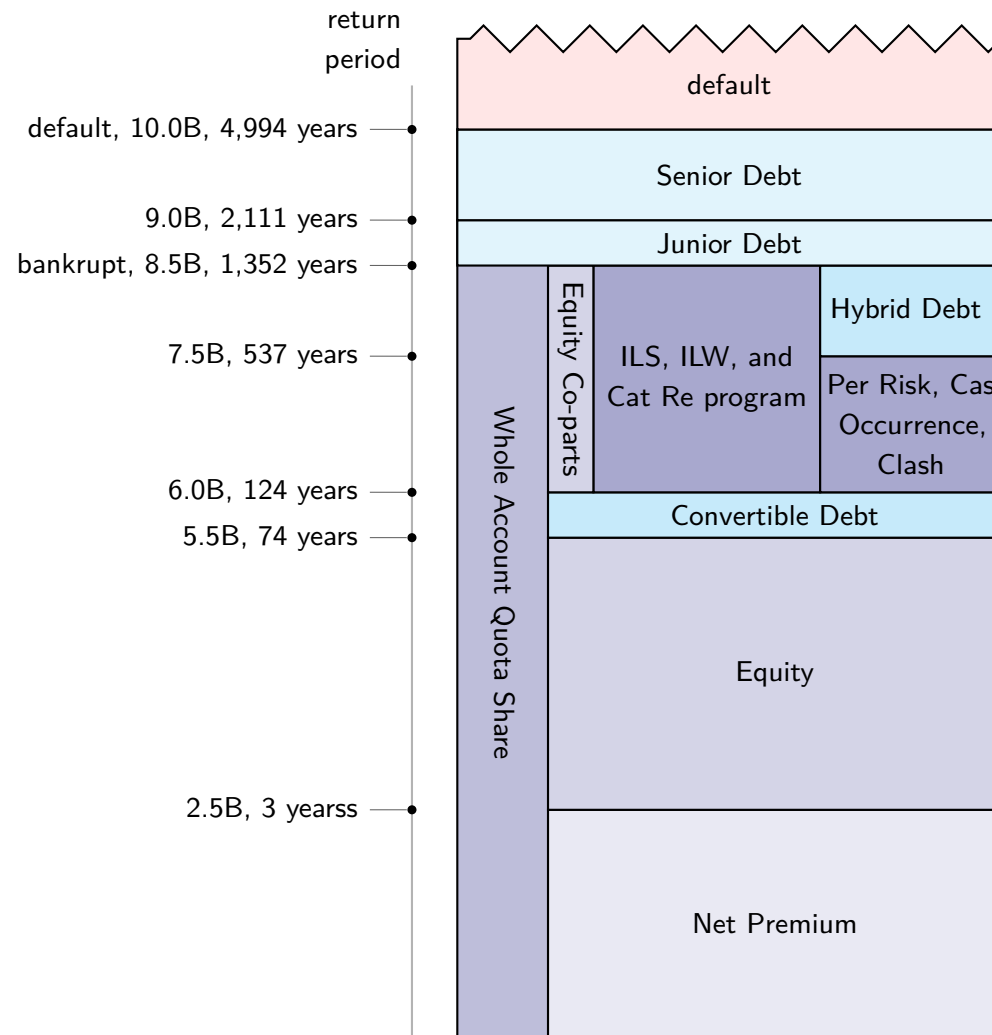 return
period
default
default, 10.0B, 4,994 years
Senior Debt
9.0B, 2,111 years
Junior Debt
bankrupt, 8.5B, 1,352 years
Equity Co-parts
Hybrid Debt
7.5B, 537 years
ILS, ILW, and
Cat Re program
Per Risk, Cas
Occurrence,
Clash
Whole Account Quota Share
6.0B, 124 years
Convertible Debt
5.5B, 74 years
Equity
2.5B, 3 yearss
Net Premium